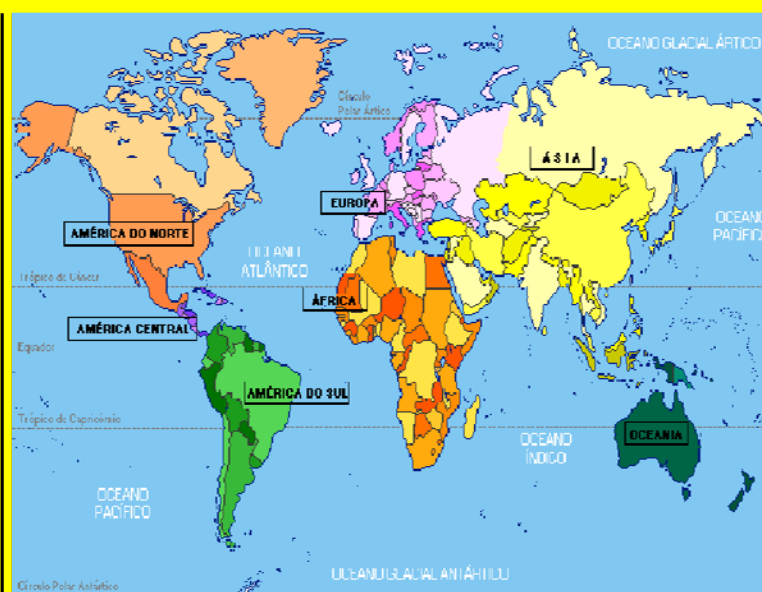 OCEANO GLACIAL ÁRTICO
Círculo
Polar Ártico
ÁSIA
EUROPA
OCEANO
PACÍFIC
AMÉRICA DO NORTE
OCEANO
ATLÂNTICO
Trópico de Câncer
ÁFRICA
AMÉRICA CENTRAL
Equador
AMÉRICA DO SUL
Trópico de Capricórnio
OCEANIA
OCEANO
ÍNDICO
OCEANO
PACÍFICO
OCEANO GLACIAL ANTÁRTICO
Círculo Polar Antártico